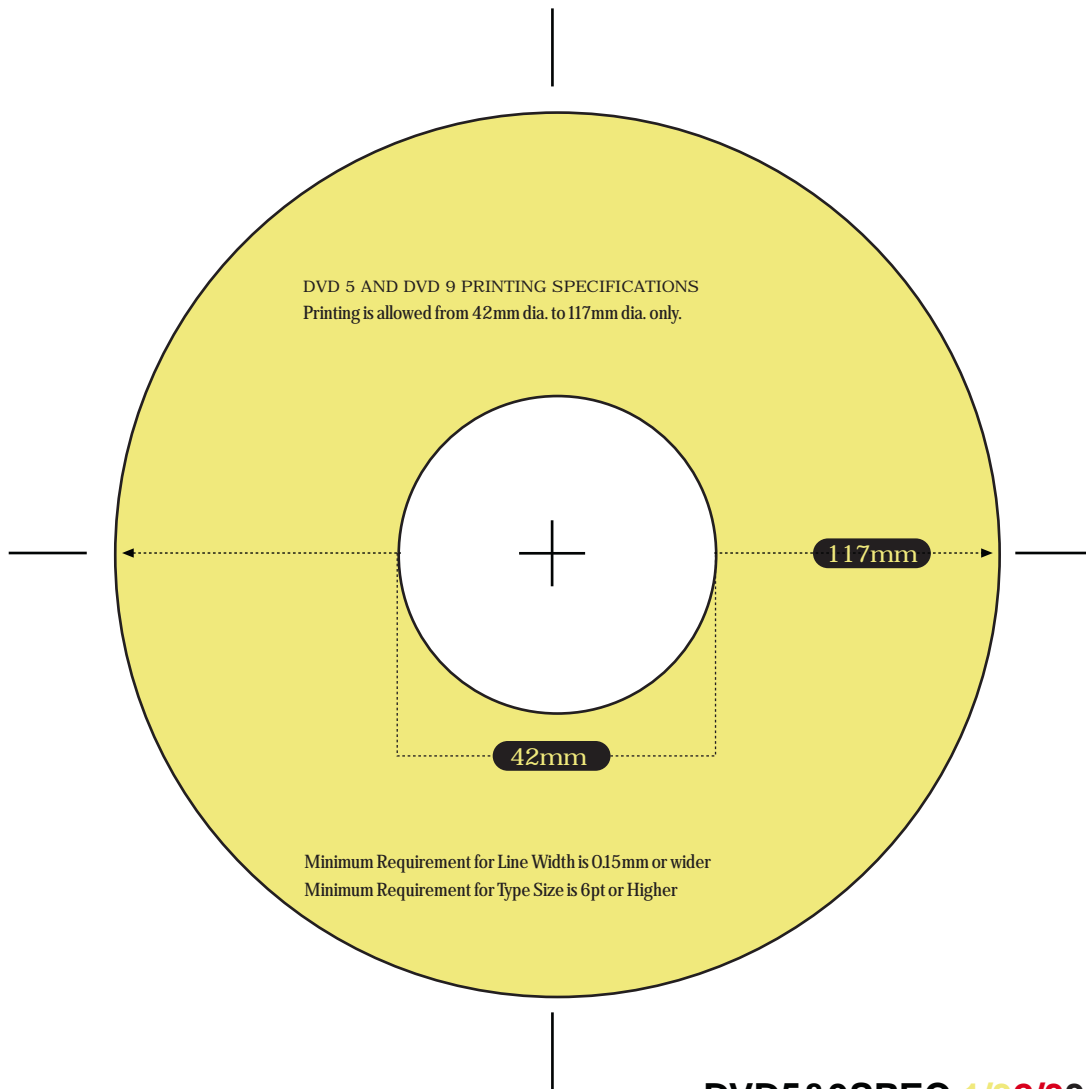 DVD 5 AND DVD 9 PRINTING SPECIFICATIONS
Printing is allowed from 42mm dia. to 117mm dia. only.
117mm
42mm
Minimum Requirement for Line Width is 0.15mm or wider
Minimum Requirement for Type Size is 6pt or Higher